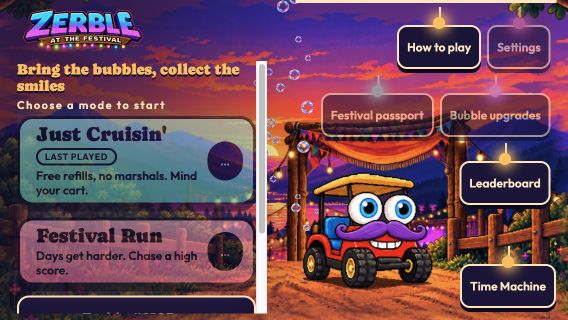 ZERBLE
AT THE FESTIVAL
Bring the bubbles, collect the
smiles
Choose a mode to start
Just Cruisin'
LAST PLAYED
Free refills, no marshals. Mind
your cart.
...
Festival Run
Days get harder. Chase a high
score.
...
How to play
Settings
Festival passport
Bubble upgrades
Leaderboard
Time Machine